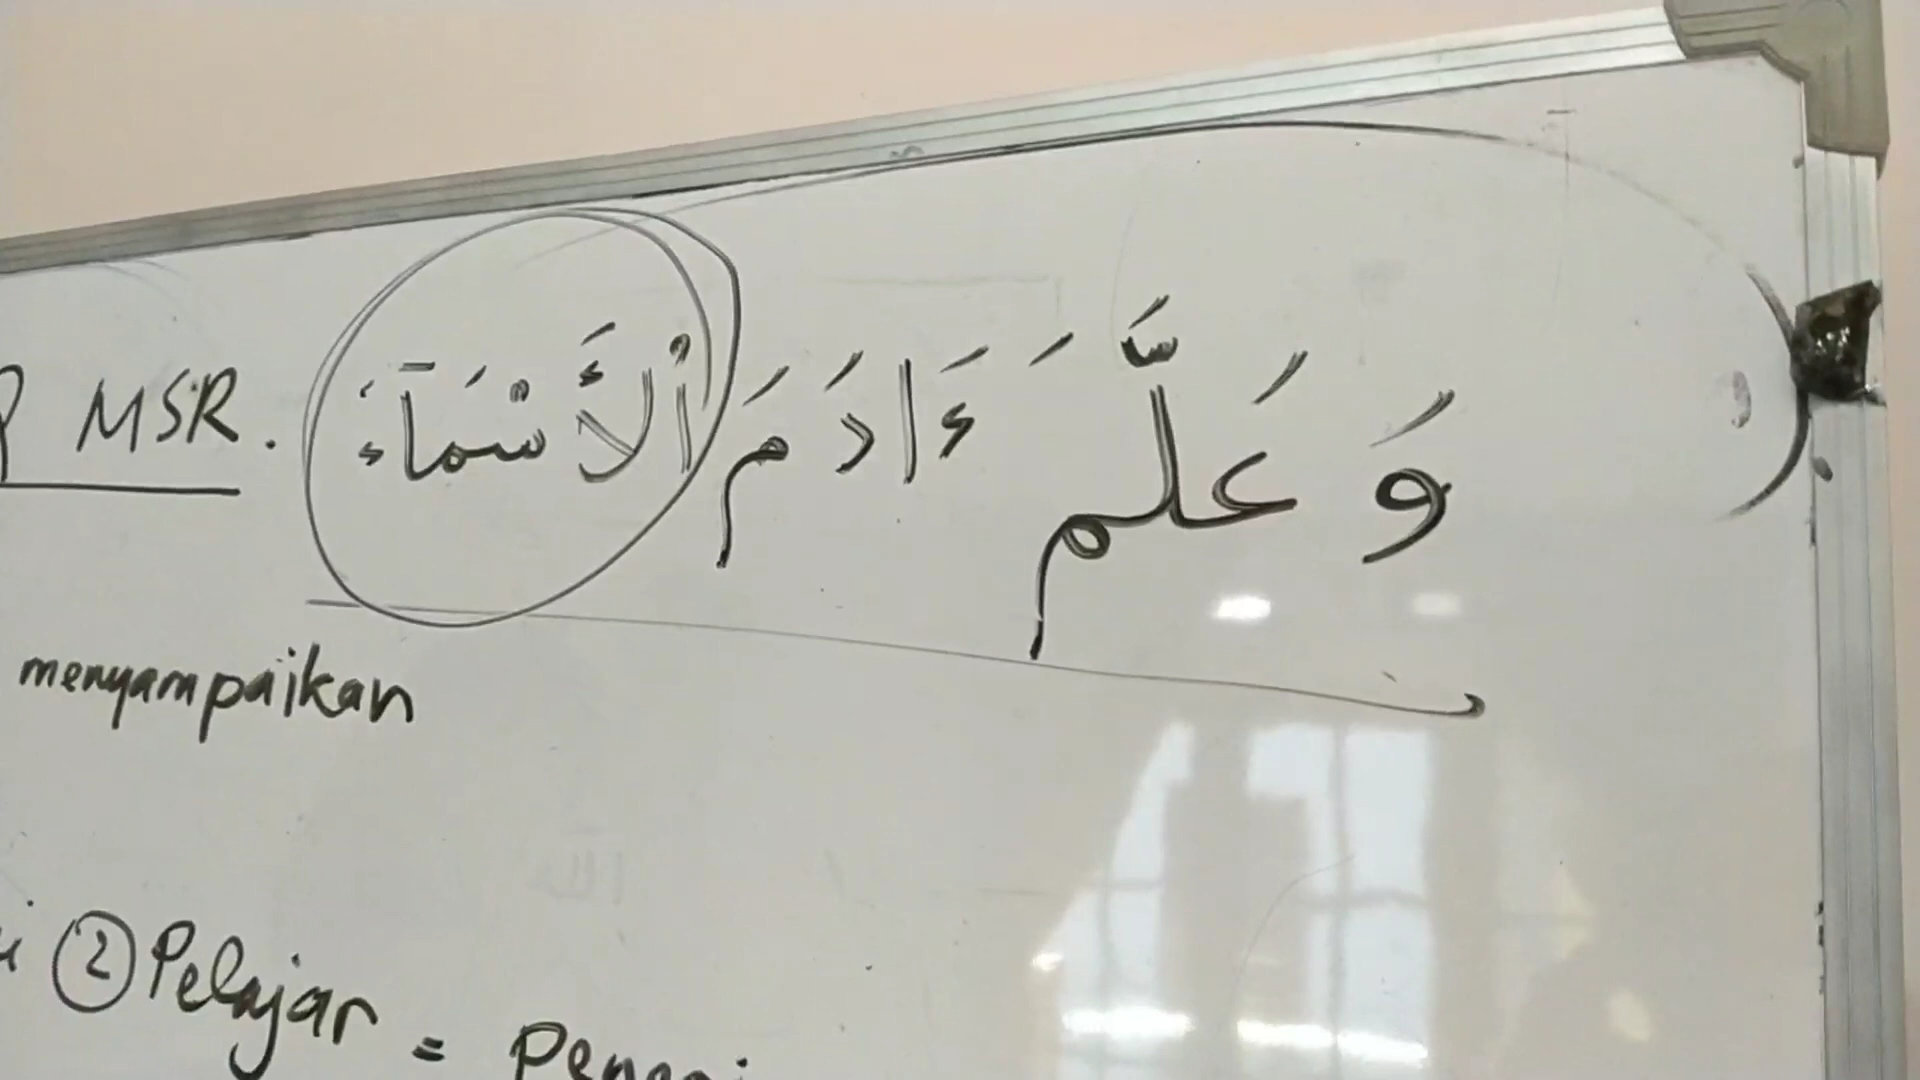 وَعَلَّمَ ءَادَمَ ٱلْأَسْمَآءَ
MSR.
menyampaikan
② Pelajar =